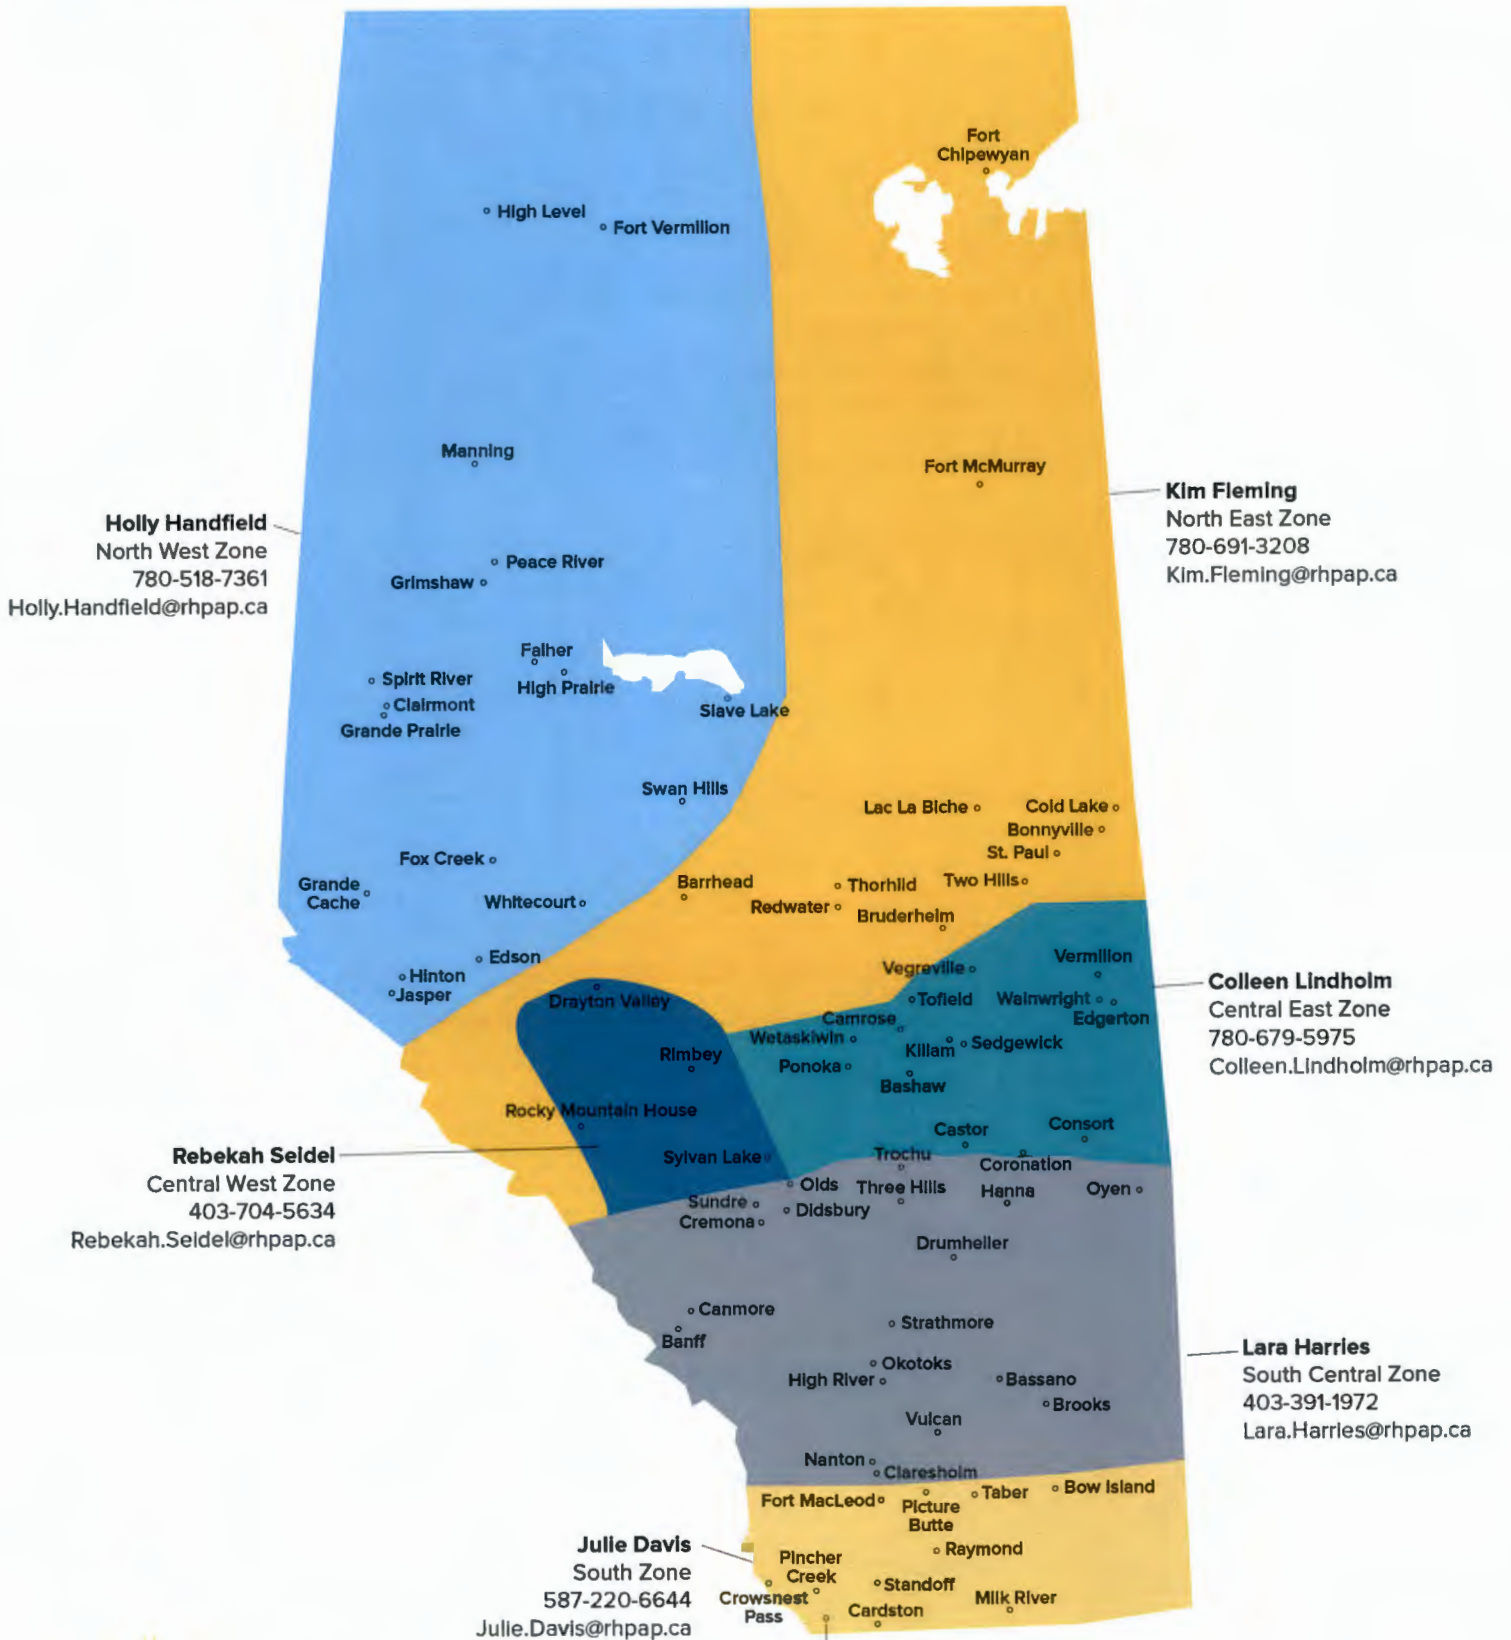 Fort
Chipewyan
High Level
Fort Vermilion
Manning
Fort McMurray
Kim Fleming
North East Zone
780-691-3208
Kim.Fleming@rhpap.ca
Holly Handfield
North West Zone
780-518-7361
Holly.Handfield@rhpap.ca
Peace River
Grimshaw
Falher
High Prairie
Spirit River
Clairmont
Grande Prairie
Slave Lake
Swan Hills
Lac La Biche
Cold Lake
Bonnyville
St. Paul
Two Hills
Fox Creek
Grande
Cache
Whitecourt
Barrhead
Thorhild
Redwater
Bruderheim
Edson
Hinton
Jasper
Drayton Valley
Vegreville
Vermilion
Tofield
Wainwright
Edgerton
Camrose
Wetaskiwin
Killam
Sedgewick
Ponoka
Bashaw
Colleen Lindholm
Central East Zone
780-679-5975
Colleen.Lindholm@rhpap.ca
Rimbey
Rocky Mountain House
Sylvan Lake
Castor
Consort
Trochu
Coronation
Rebekah Seidel
Central West Zone
403-704-5634
Rebekah.Seidel@rhpap.ca
Olds
Three Hills
Hanna
Oyen
Sundre
Didsbury
Cremona
Drumheller
Canmore
Banff
Strathmore
Okotoks
High River
Bassano
Brooks
Vulcan
Nanton
Claresholm
Lara Harries
South Central Zone
403-391-1972
Lara.Harries@rhpap.ca
Fort MacLeod
Picture
Butte
Taber
Bow Island
Raymond
Pincher
Creek
Standoff
Crowsnest
Pass
Cardston
Milk River
Julie Davis
South Zone
587-220-6644
Julie.Davis@rhpap.ca